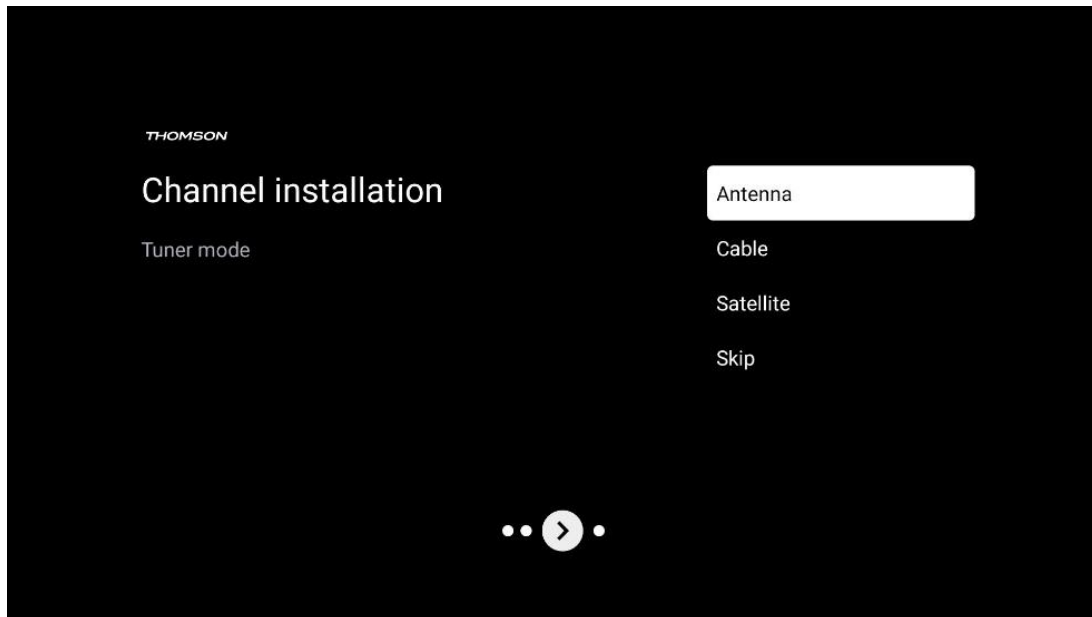 THOMSON
Channel installation
Tuner mode
Antenna
Cable
Satellite
Skip